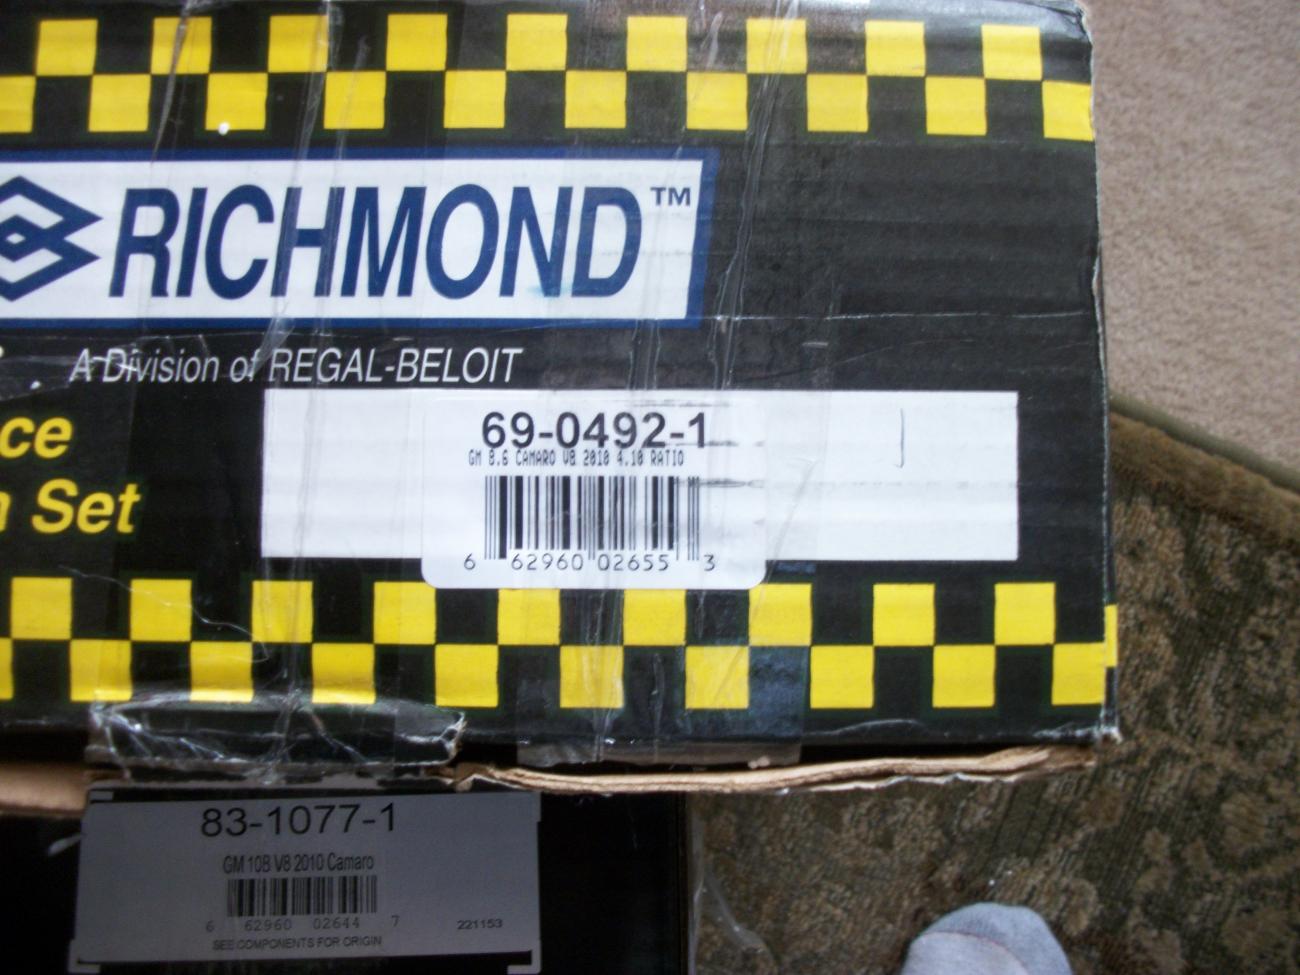 RICHMOND™
A Division of REGAL-BELOIT
ce
n Set
69-0492-1
GM 8.6 CAMARO V8 2010 4.10 RATIO
6 62960 02655 3
83-1077-1
GM 10B V8 2010 Camaro
6 62960 02644 7
221153
SEE COMPONENTS FOR ORIGIN